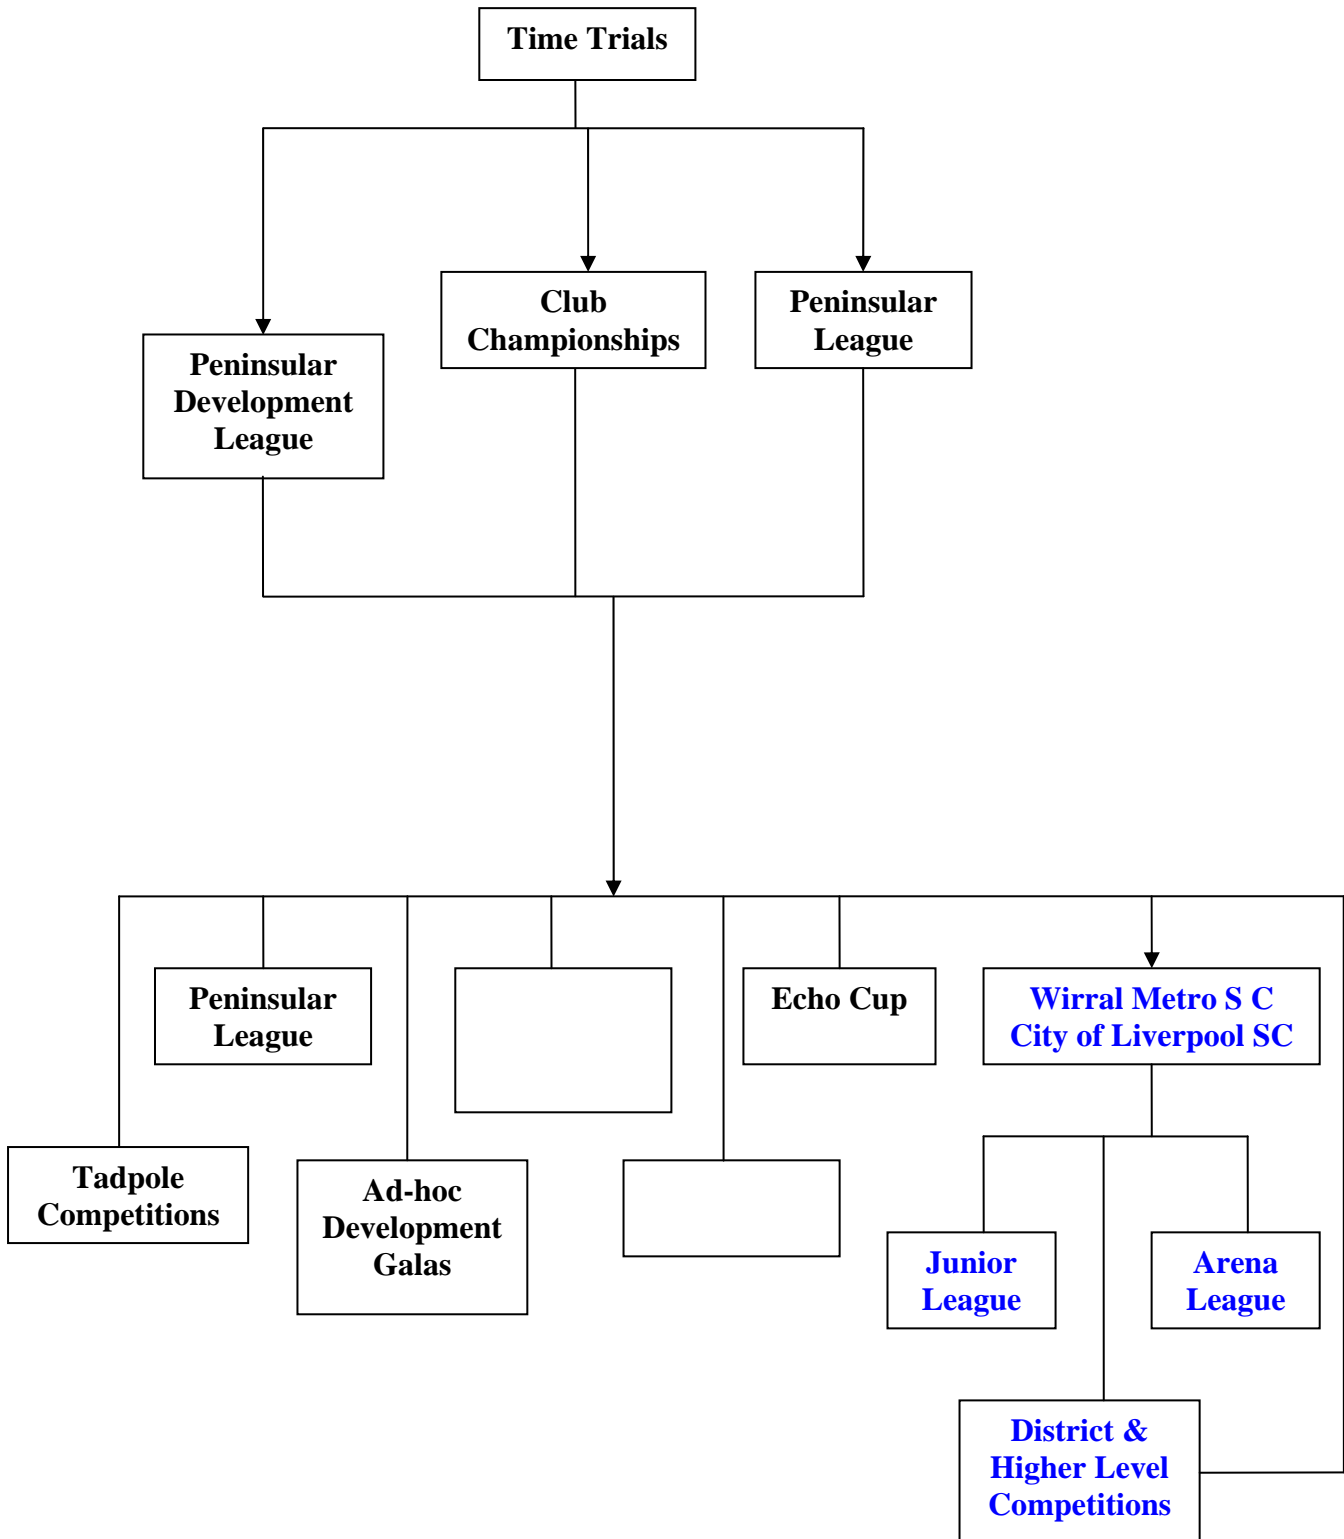 Time Trials
Club
Championships
Peninsular
League
Peninsular
Development
League
Peninsular
League
Echo Cup
Wirral Metro S C
City of Liverpool SC
Tadpole
Competitions
Ad-hoc
Development
Galas
Junior
League
Arena
League
District &
Higher Level
Competitions